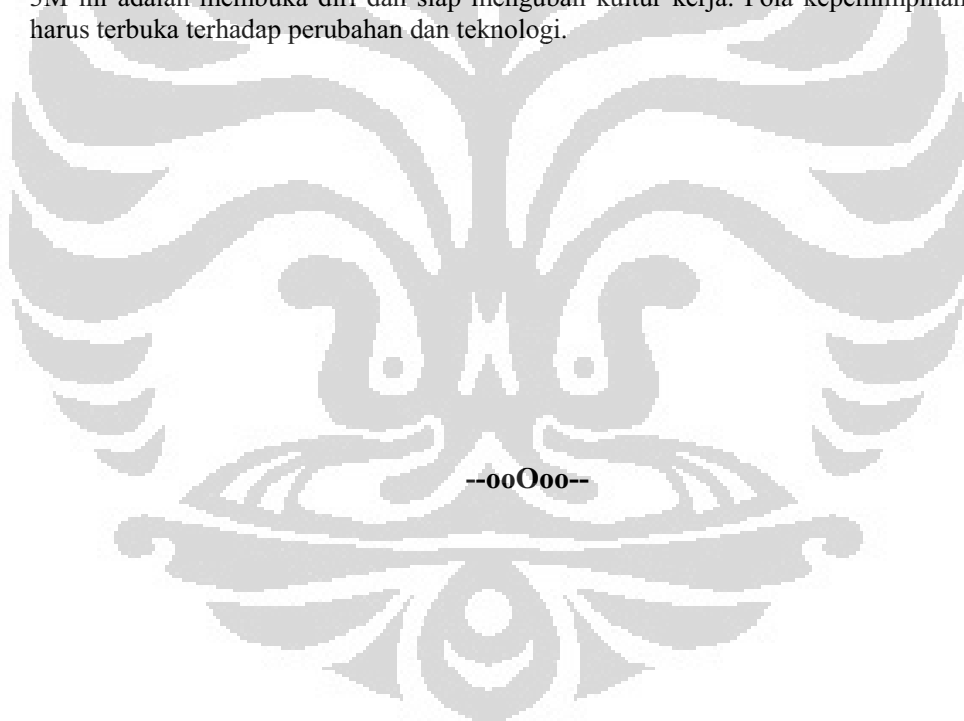 ini adalah membuka diri dan siap mengubah kultur kerja. Pola kepemimpinan
harus terbuka terhadap perubahan dan teknologi.
--ooOoo--